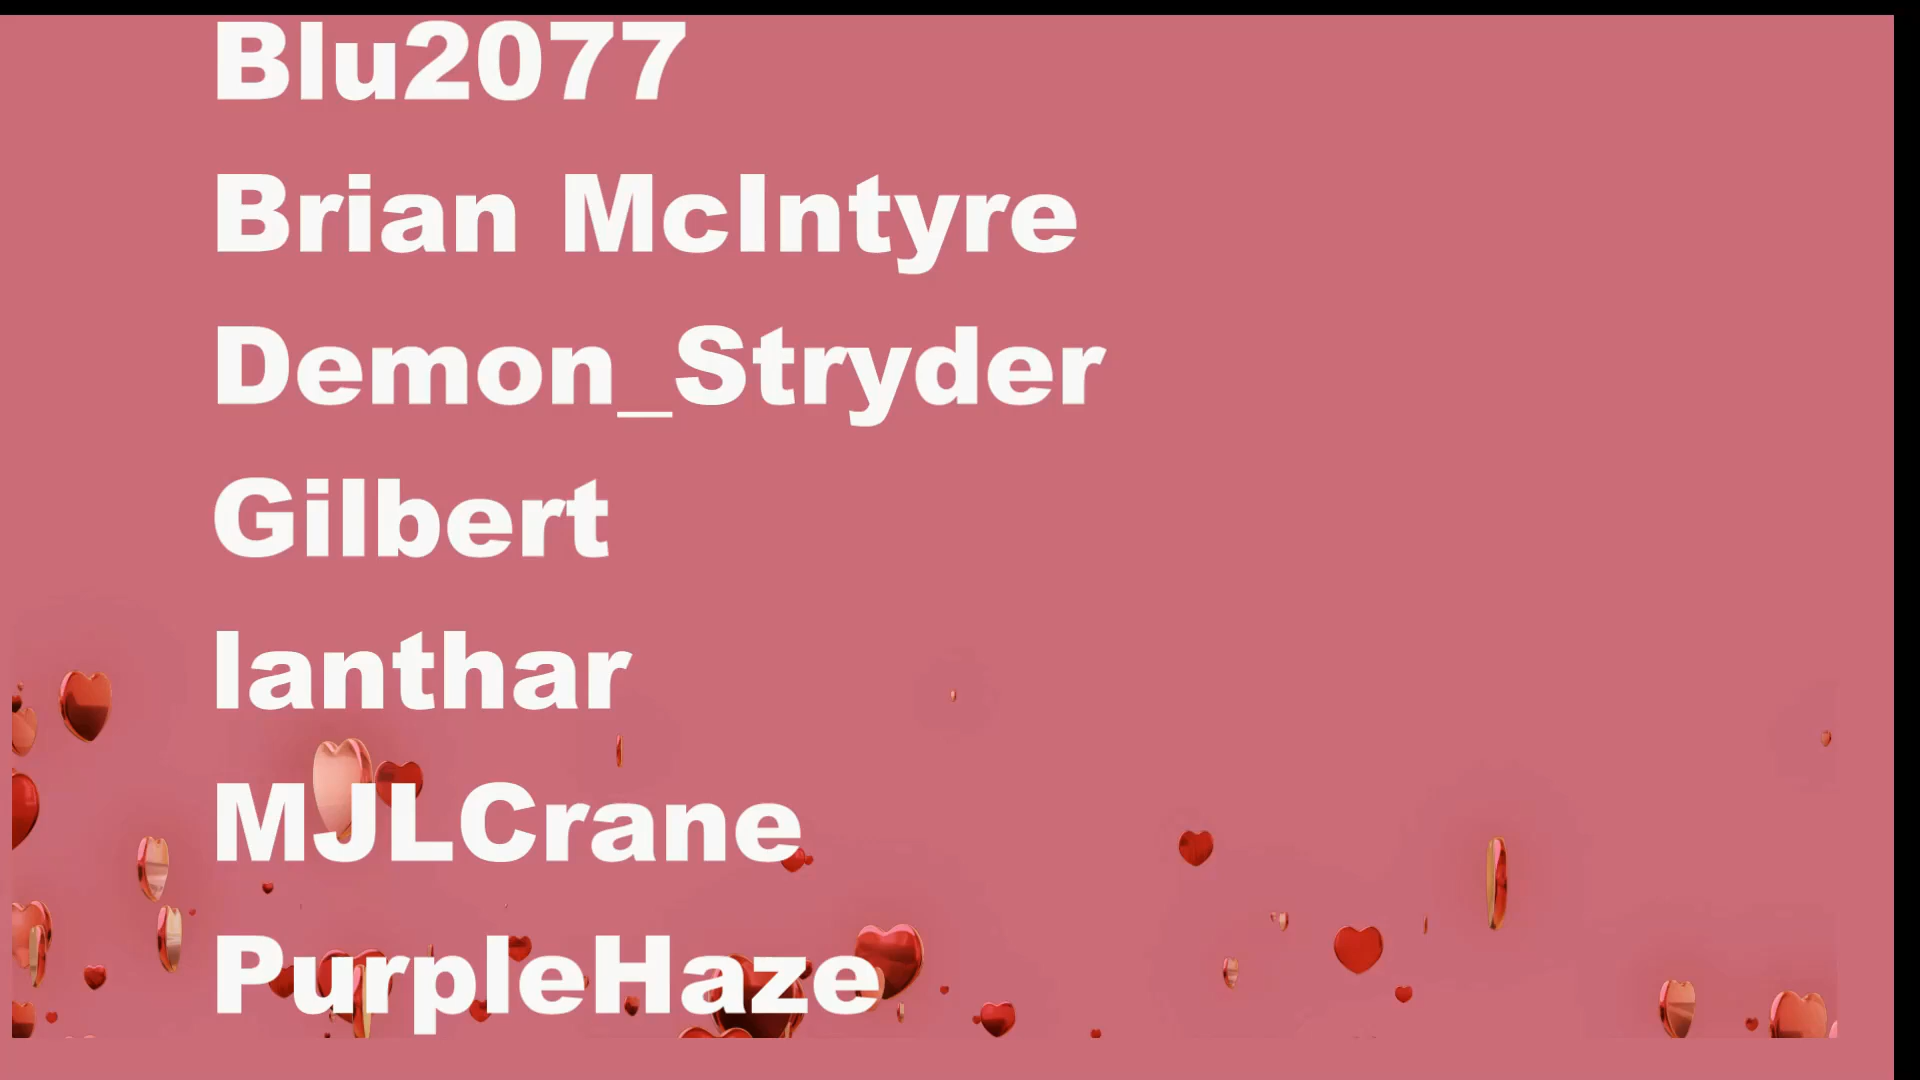 Blu2077
Brian McIntyre
Demon_Stryder
Gilbert
Ianthar
MJLCrane
PurpleHaze